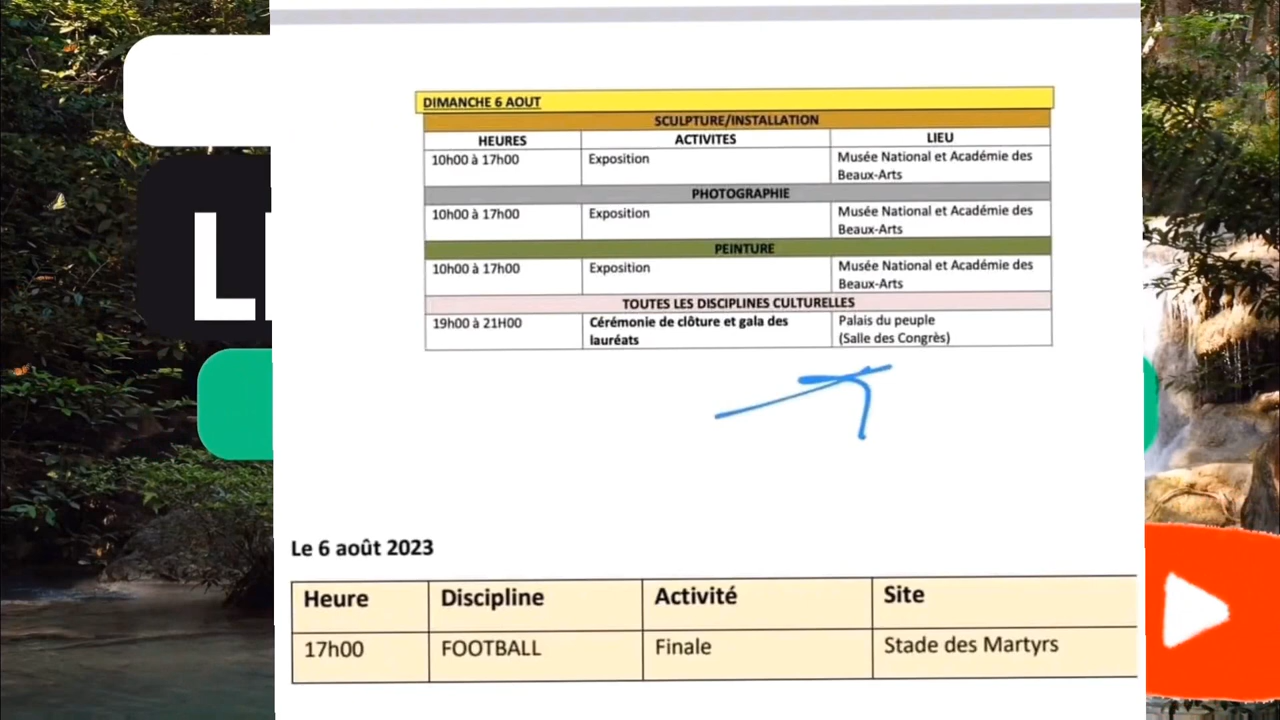 DIMANCHE 6 AOUT
SCULPTURE/INSTALLATION
HEURES ACTIVITES LIEU
10h00 à 17h00 Exposition Musée National et Académie des
Beaux-Arts
PHOTOGRAPHIE
10h00 à 17h00 Exposition Musée National et Académie des
Beaux-Arts
PEINTURE
10h00 à 17h00 Exposition Musée National et Académie des
Beaux-Arts
TOUTES LES DISCIPLINES CULTURELLES
19h00 à 21H00 Cérémonie de clôture et gala des Palais du peuple
lauréats (Salle des Congrès)
Le 6 août 2023
Heure Discipline Activité Site
17h00 FOOTBALL Finale Stade des Martyrs